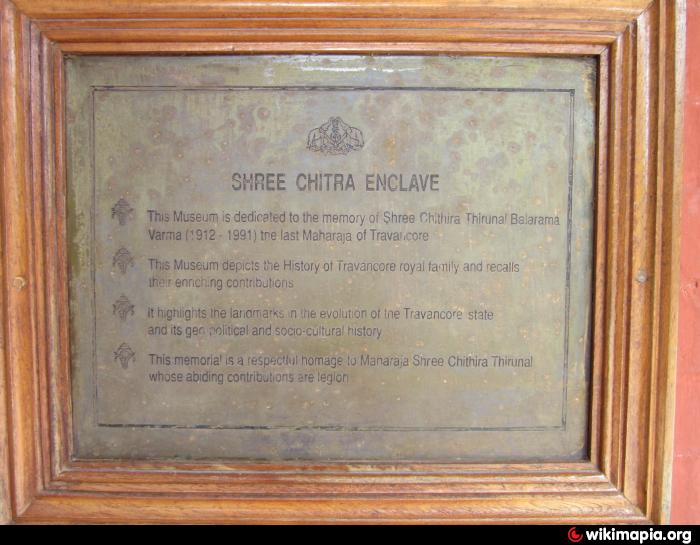 SHREE CHITRA ENCLAVE
This Museum is dedicated to the memory of Shree Chithira Thirunal Balarama
Varma (1912 - 1991) the last Maharaja of Travancore
This Museum depicts the History of Travancore royal family and recalls
their enriching contributions
It highlights the landmarks in the evolution of the Travancore state
and its geo political and socio-cultural history
This memorial is a respectful homage to Maharaja Shree Chithira Thirunal
whose abiding contributions are legion
wikimapia.org